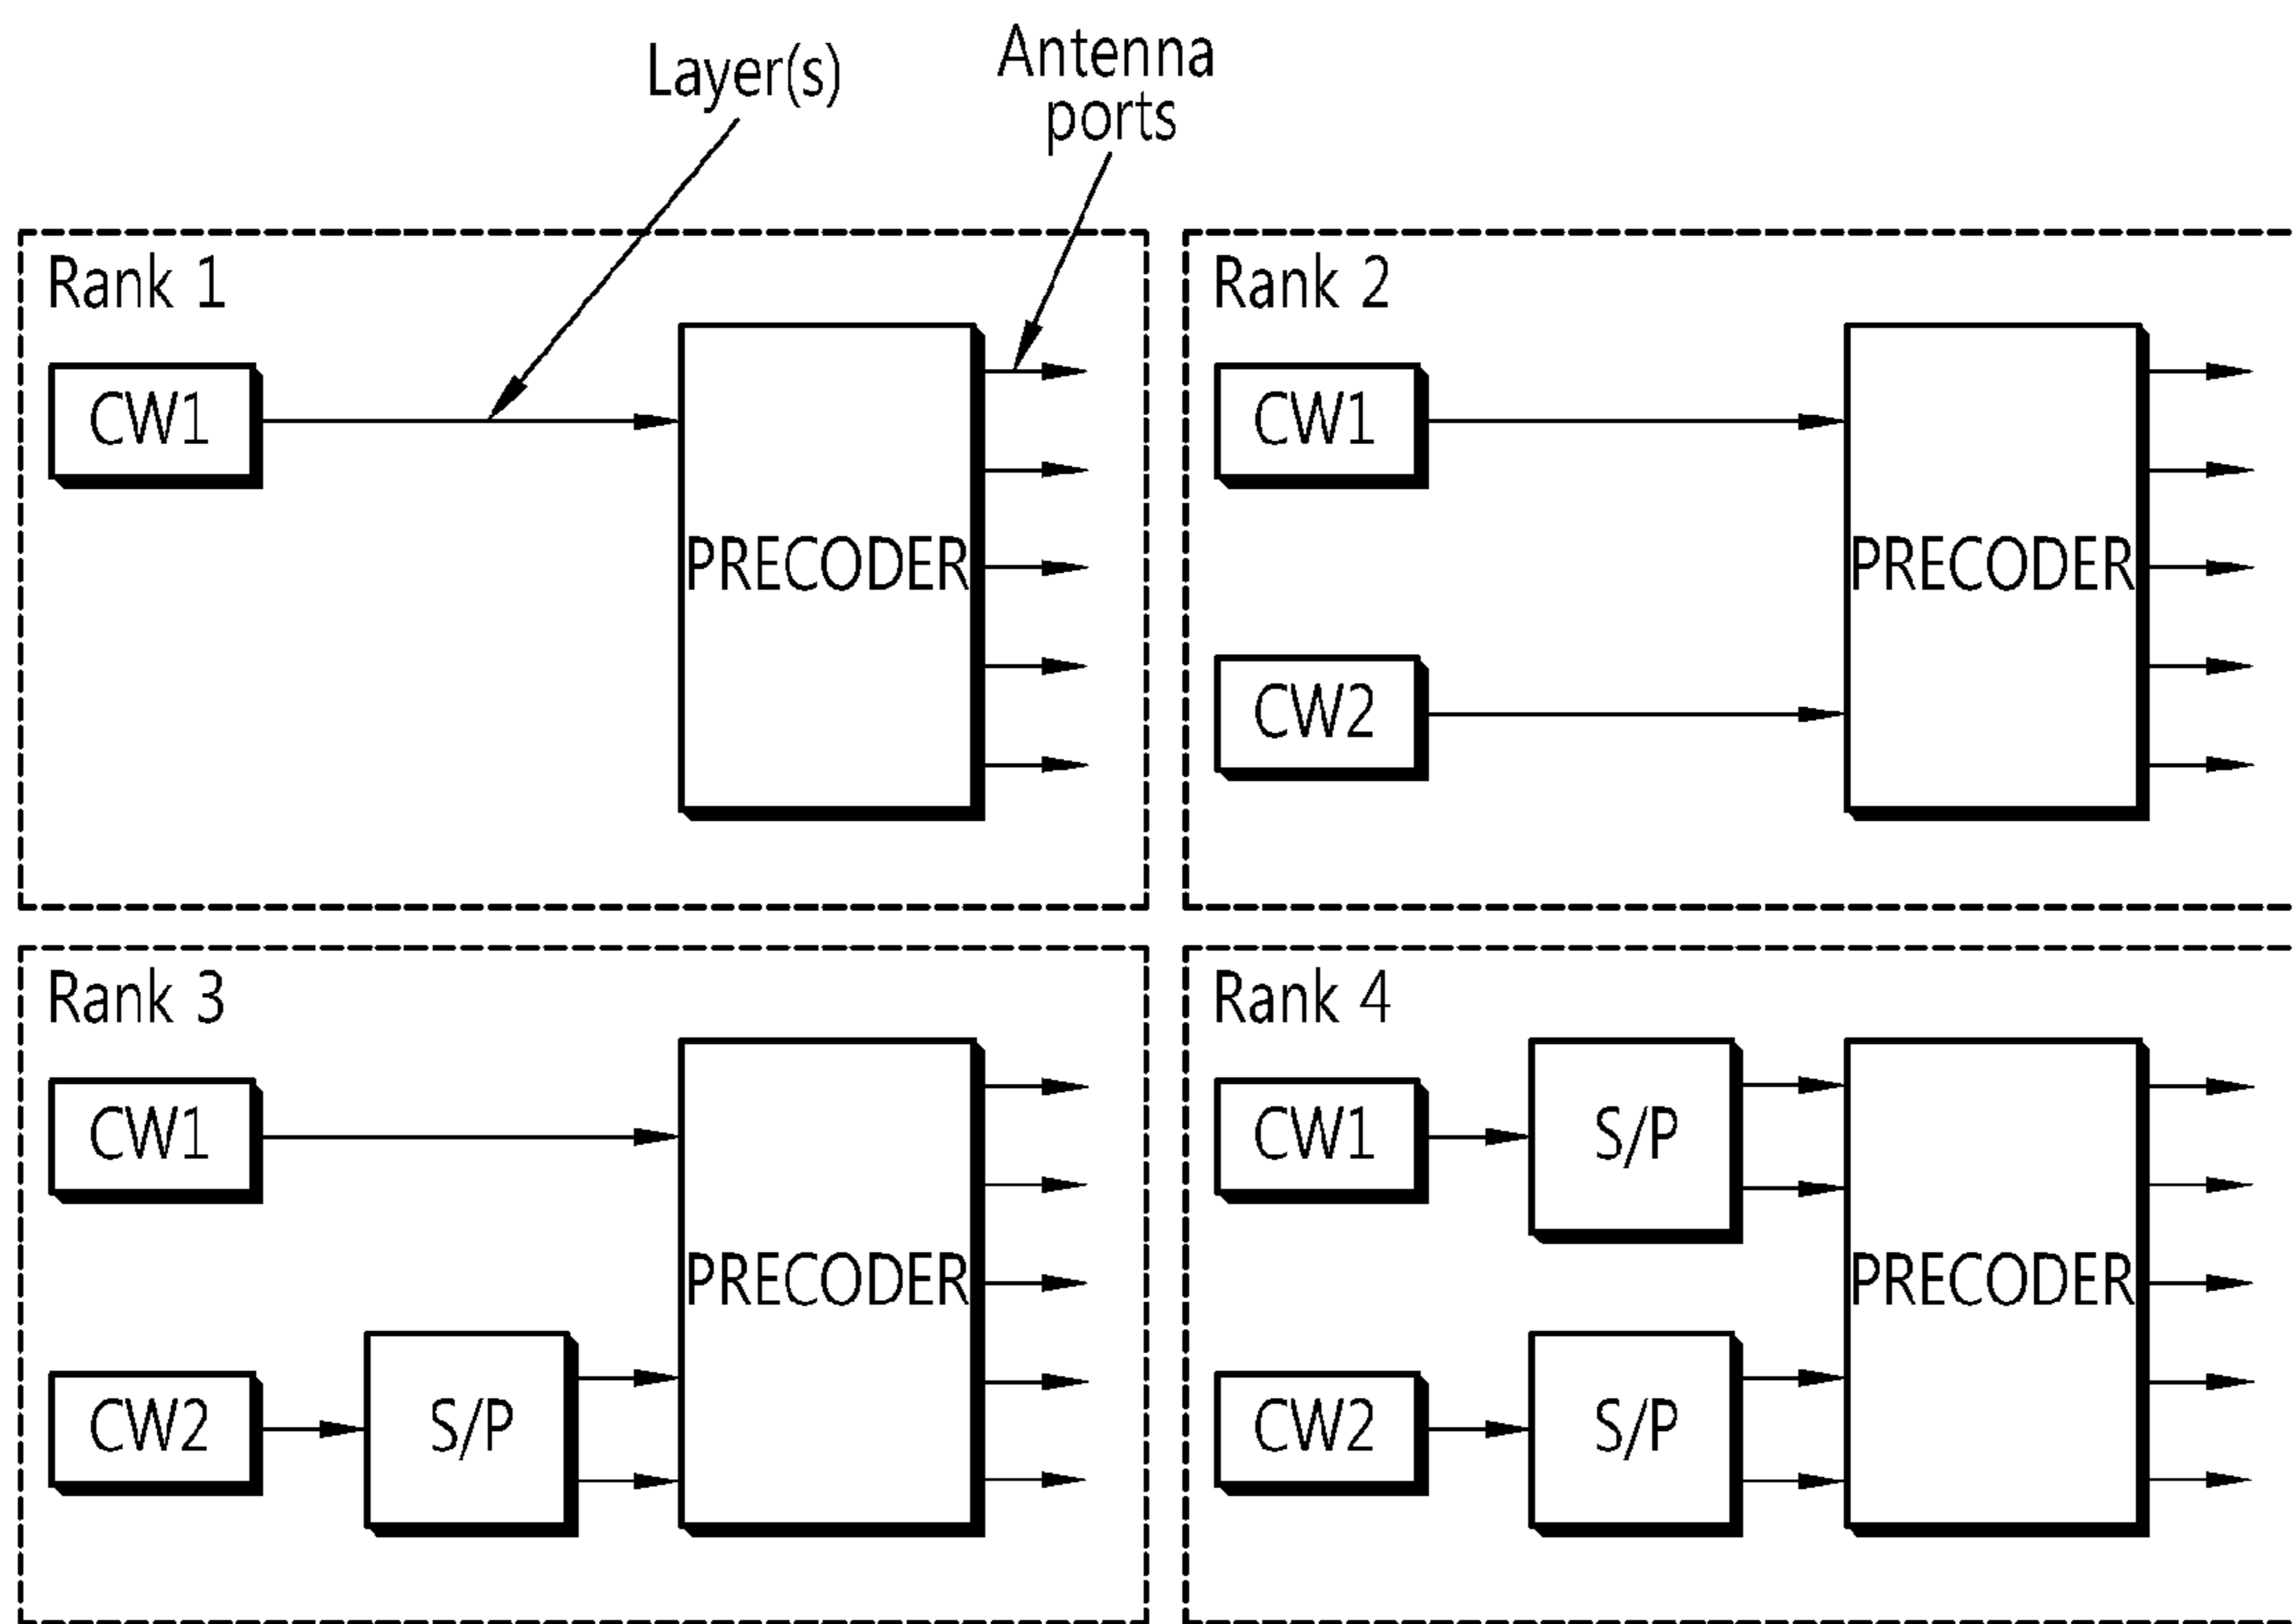 Layer(s)
Antenna
ports
Rank 1
CW1
PRECODER
Rank 2
CW1
CW2
PRECODER
Rank 3
CW1
CW2
S/P
PRECODER
Rank 4
CW1
S/P
CW2
S/P
PRECODER